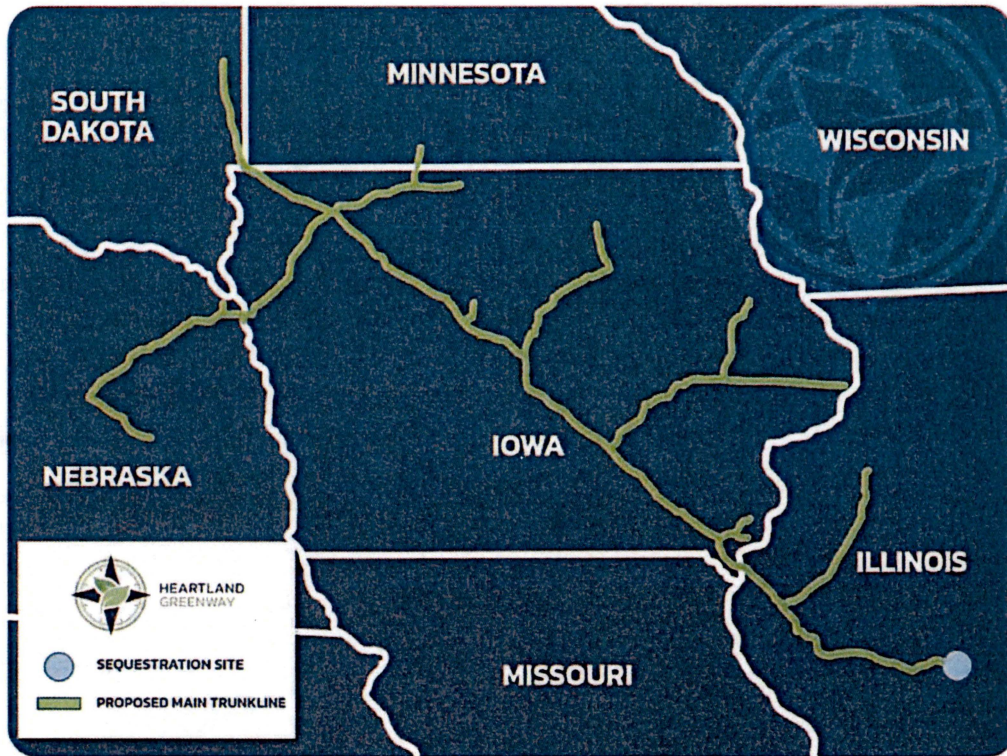 MINNESOTA
SOUTH
DAKOTA
WISCONSIN
IOWA
NEBRASKA
ILLINOIS
HEARTLAND
GREENWAY
SEQUESTRATION SITE
PROPOSED MAIN TRUNKLINE
MISSOURI